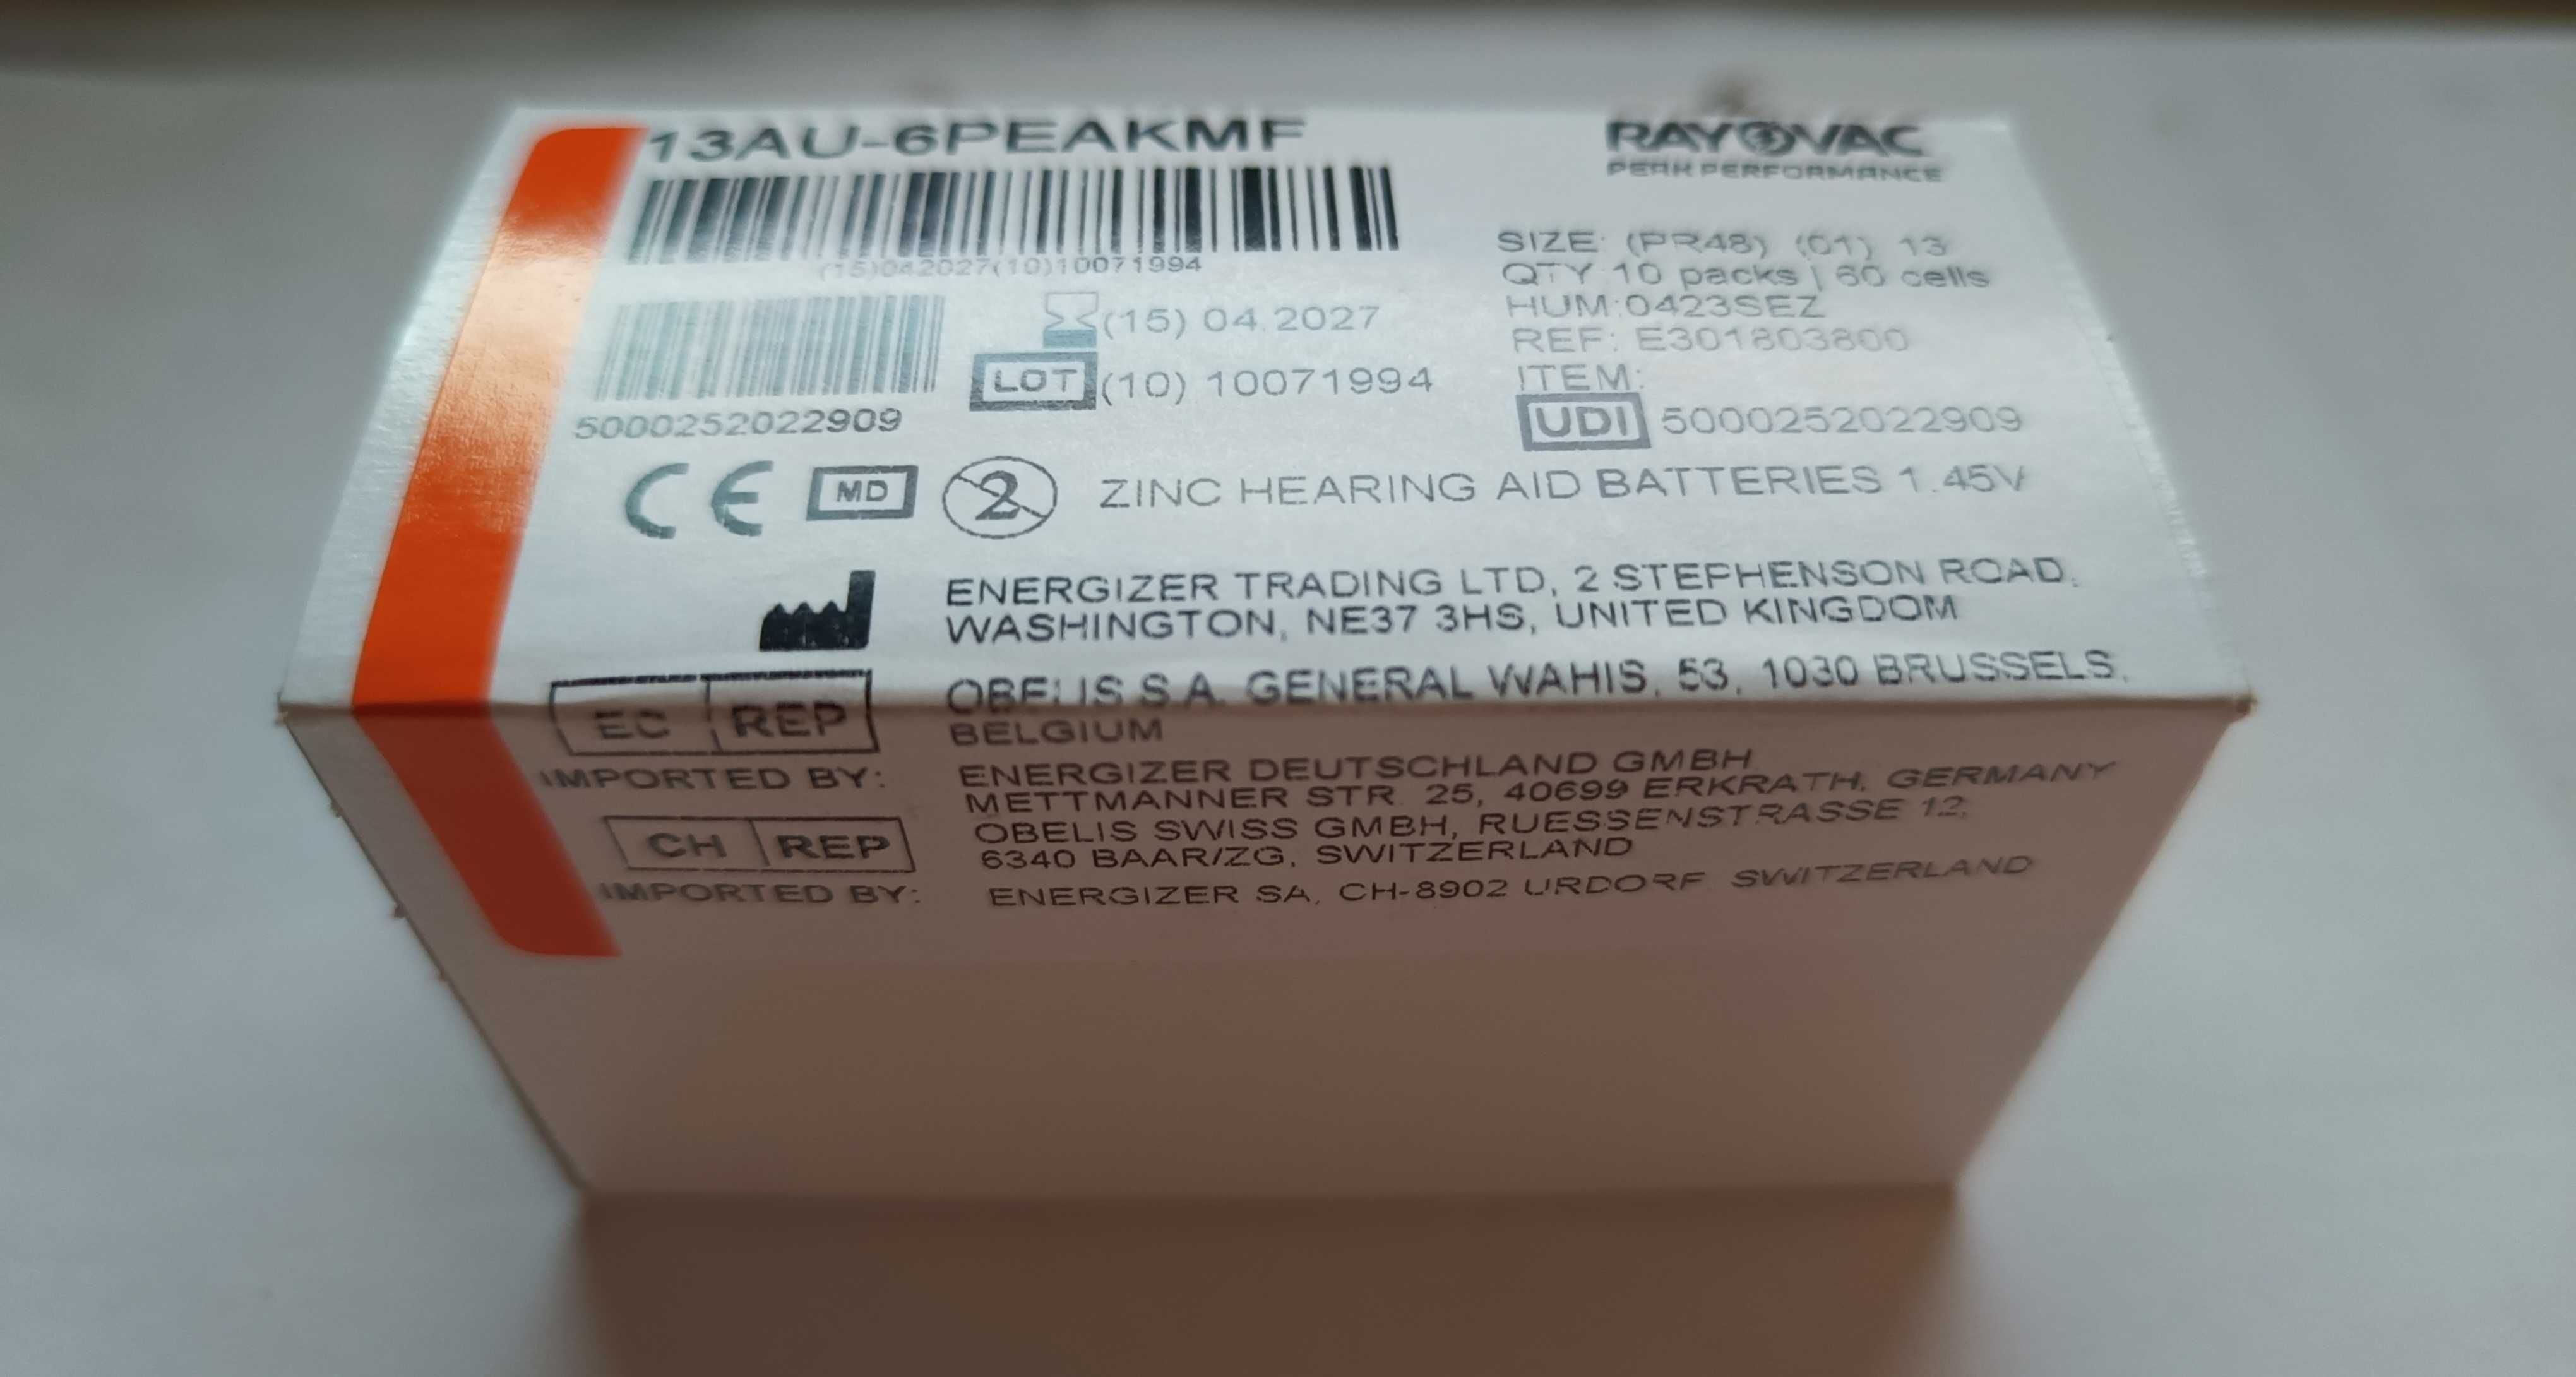 13AU-6PEAKMF
RAYOVAC
PEAK PERFORMANCE
(15)042027(10)10071994
SIZE: (PR48) (01) 13
QTY 10 packs | 60 cells
HUM:0423SEZ
REF: E301803800
ITEM:
UDI 5000252022909
(15) 04.2027
LOT (10) 10071994
5000252022909
CE MD 2 ZINC HEARING AID BATTERIES 1.45V
ENERGIZER TRADING LTD, 2 STEPHENSON ROAD,
WASHINGTON, NE37 3HS, UNITED KINGDOM
EC REP OBELIS S.A. GENERAL WAHIS, 53, 1030 BRUSSELS,
BELGIUM
IMPORTED BY: ENERGIZER DEUTSCHLAND GMBH
METTMANNER STR. 25, 40699 ERKRATH, GERMANY
CH REP OBELIS SWISS GMBH, RUESSENSTRASSE 12,
6340 BAAR/ZG, SWITZERLAND
IMPORTED BY: ENERGIZER SA, CH-8902 URDORF SWITZERLAND